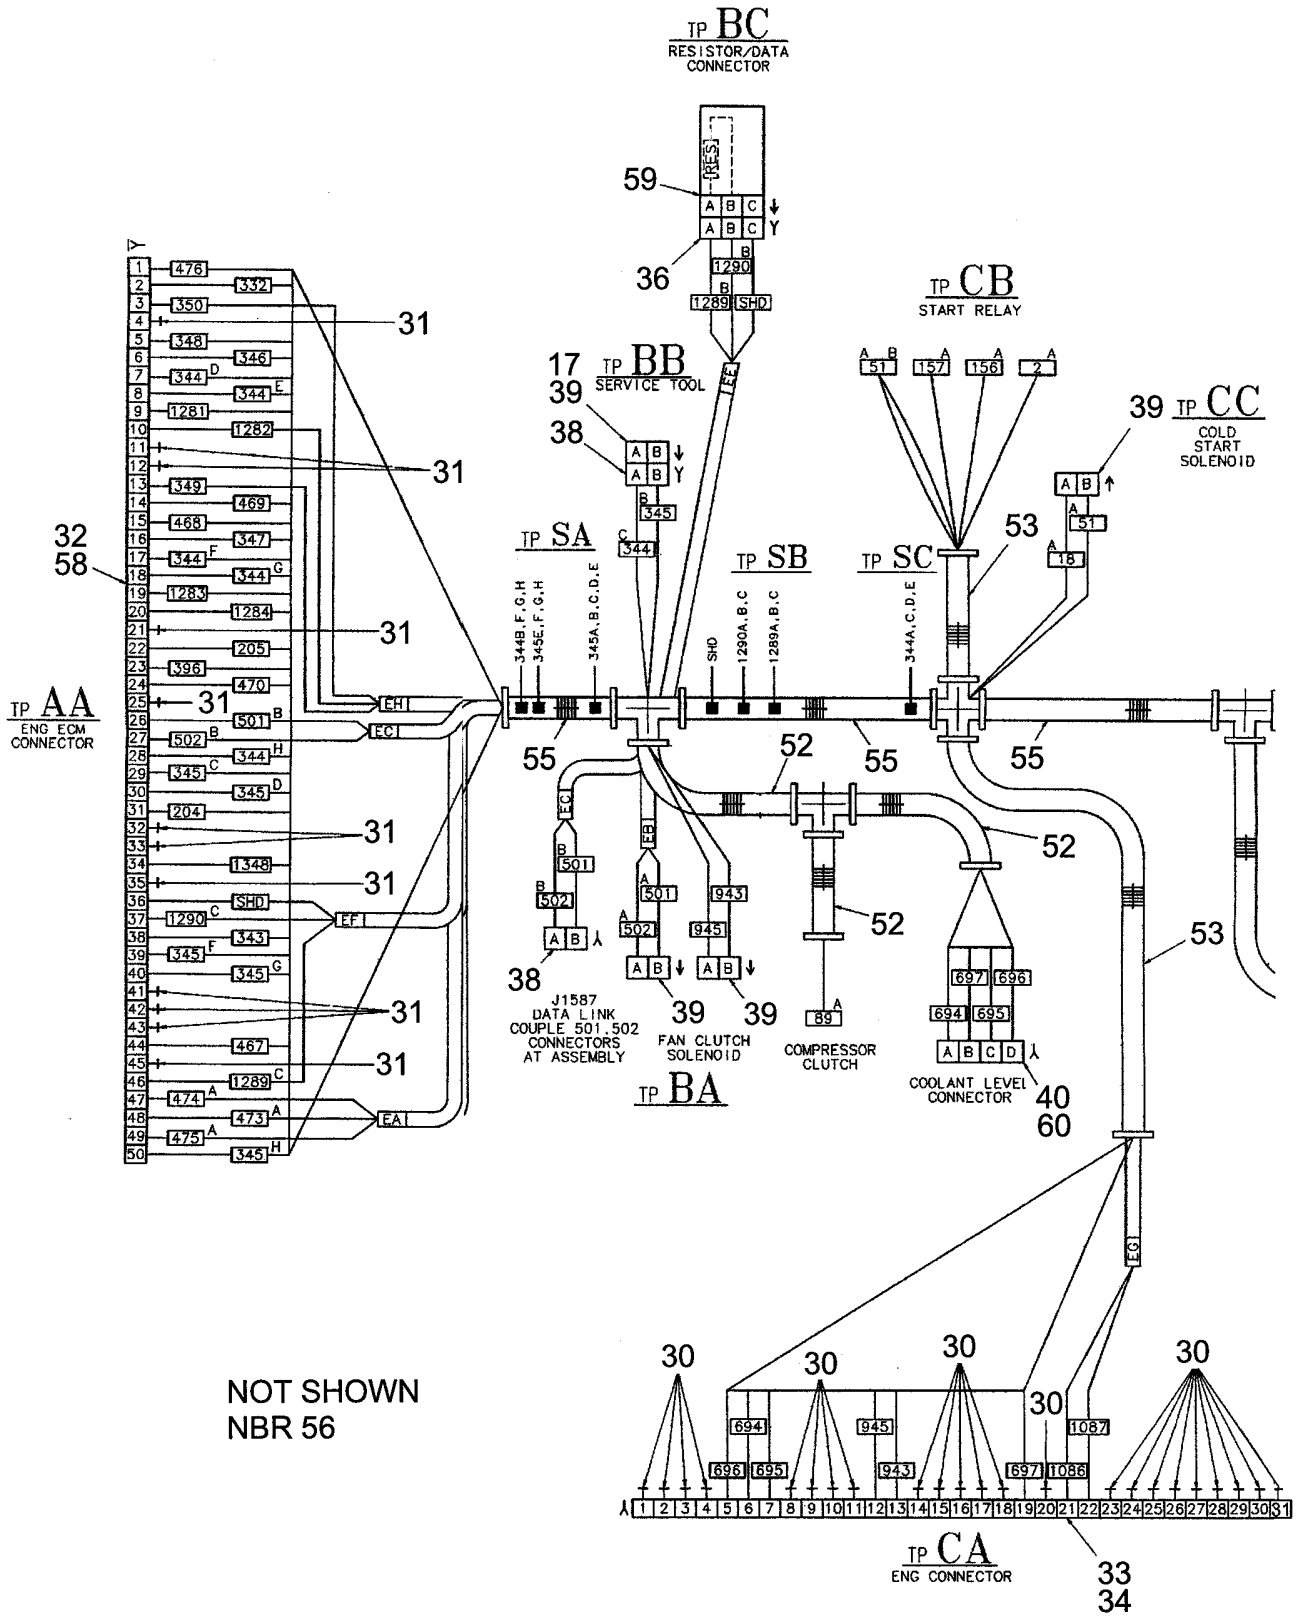 TP BC
RESISTOR/DATA
CONNECTOR
RES
59
A B C
A B C Y
36
B
1290
B
1289 SHD
EE
TP CB
START RELAY
A B A A A
51 157 156 2
39 TP CC
COLD
START
SOLENOID
A B
A
51
A
18
17 TP BB
39 SERVICE TOOL
38
A B
A B Y
B
345
C
344
TP SA
344B,F,G,H
345E,F,G,H
345A,B,C,D,E
TP SB
SHD
1290A,B,C
1289A,B,C
TP SC
344A,C,D,E
53
Y
1 476
2 332
3 350
4 31
5 348
6 346
7 344 D
8 344 E
9 1281
10 1282
11
12 31
13 349
14 469
15 468
16 347
17 344 F
18 344 G
19 1283
20 1284
21 31
22 205
23 396
24 470
25 31
26 501 B
27 502 B
28 344 H
29 345 C
30 345 D
31 204
32 31
33
34 1348
35 31
36 SHD
37 1290 C
38 343
39 345 F
40 345 G
41
42 31
43
44 467
45 31
46 1289 C
47 474 A
48 473 A
49 475 A
50 345 H
32
58
TP AA
ENG ECM
CONNECTOR
EH
EC
EF
EA
55
55
55
52
52
52
53
EC
EB
B
501
B
502
A B
38
J1587
DATA LINK
COUPLE 501,502
CONNECTORS
AT ASSEMBLY
A
501
A
502
A B
39
943
945
A B
39
FAN CLUTCH
SOLENOID
TP BA
A
89
COMPRESSOR
CLUTCH
697 696
694 695
A B C D
COOLANT LEVEL
CONNECTOR
40
60
EG
NOT SHOWN
NBR 56
30 30 30 30 30
694 945 1087
696 695 943 697 1086
1 2 3 4 5 6 7 8 9 10 11 12 13 14 15 16 17 18 19 20 21 22 23 24 25 26 27 28 29 30 31
TP CA
ENG CONNECTOR
33
34